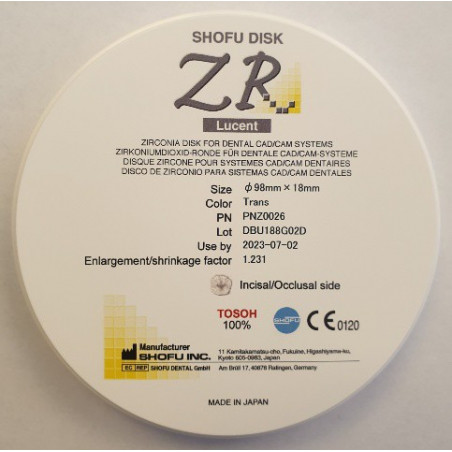 SHOFU DISK
ZR
Lucent
ZIRCONIA DISK FOR DENTAL CAD/CAM SYSTEMS
ZIRKONIUMDIOXID-RONDE FÜR DENTALE CAD/CAM-SYSTEME
DISQUE ZIRCONE POUR SYSTEMES CAD/CAM DENTAIRES
DISCO DE ZIRCONIO PARA SISTEMAS CAD/CAM DENTALES
Size φ98mm×18mm
Color Trans
PN PNZ0026
Lot DBU188G02D
Use by 2023-07-02
Enlargement/shrinkage factor 1.231
Incisal/Occlusal side
TOSOH
100%
SHOFU
CE 0120
Manufacturer
SHOFU INC.
11 Kamitakamatsu-cho, Fukuine, Higashiyama-ku,
Kyoto 605-0983, Japan
EC REP SHOFU DENTAL GmbH
Am Brüll 17, 40878 Ratingen, Germany
MADE IN JAPAN